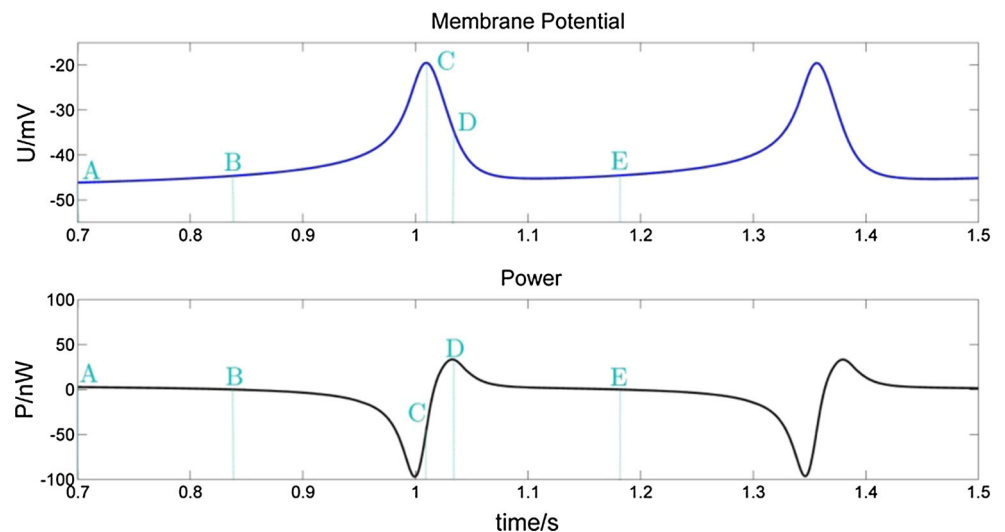 Membrane Potential
U/mV
-20
-30
-40
-50
A
B
C
D
E
0.7 0.8 0.9 1 1.1 1.2 1.3 1.4 1.5
Power
P/nW
100
50
0
-50
-100
A
B
C
D
E
0.7 0.8 0.9 1 1.1 1.2 1.3 1.4 1.5
time/s